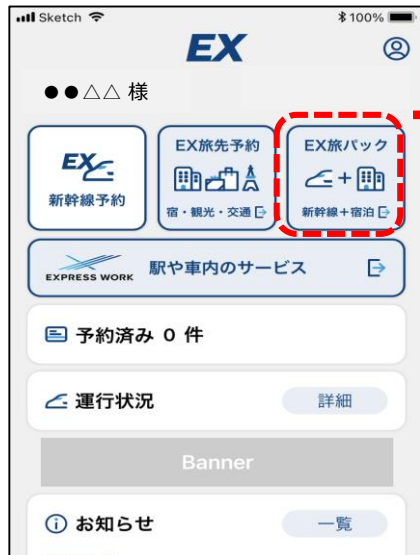 Sketch 100%
EX
●●△△ 様
EX
新幹線予約
EX旅先予約
宿・観光・交通
EX旅パック
+
新幹線+宿泊
EXPRESS WORK 駅や車内のサービス
予約済み 0 件
運行状況 詳細
Banner
お知らせ 一覧